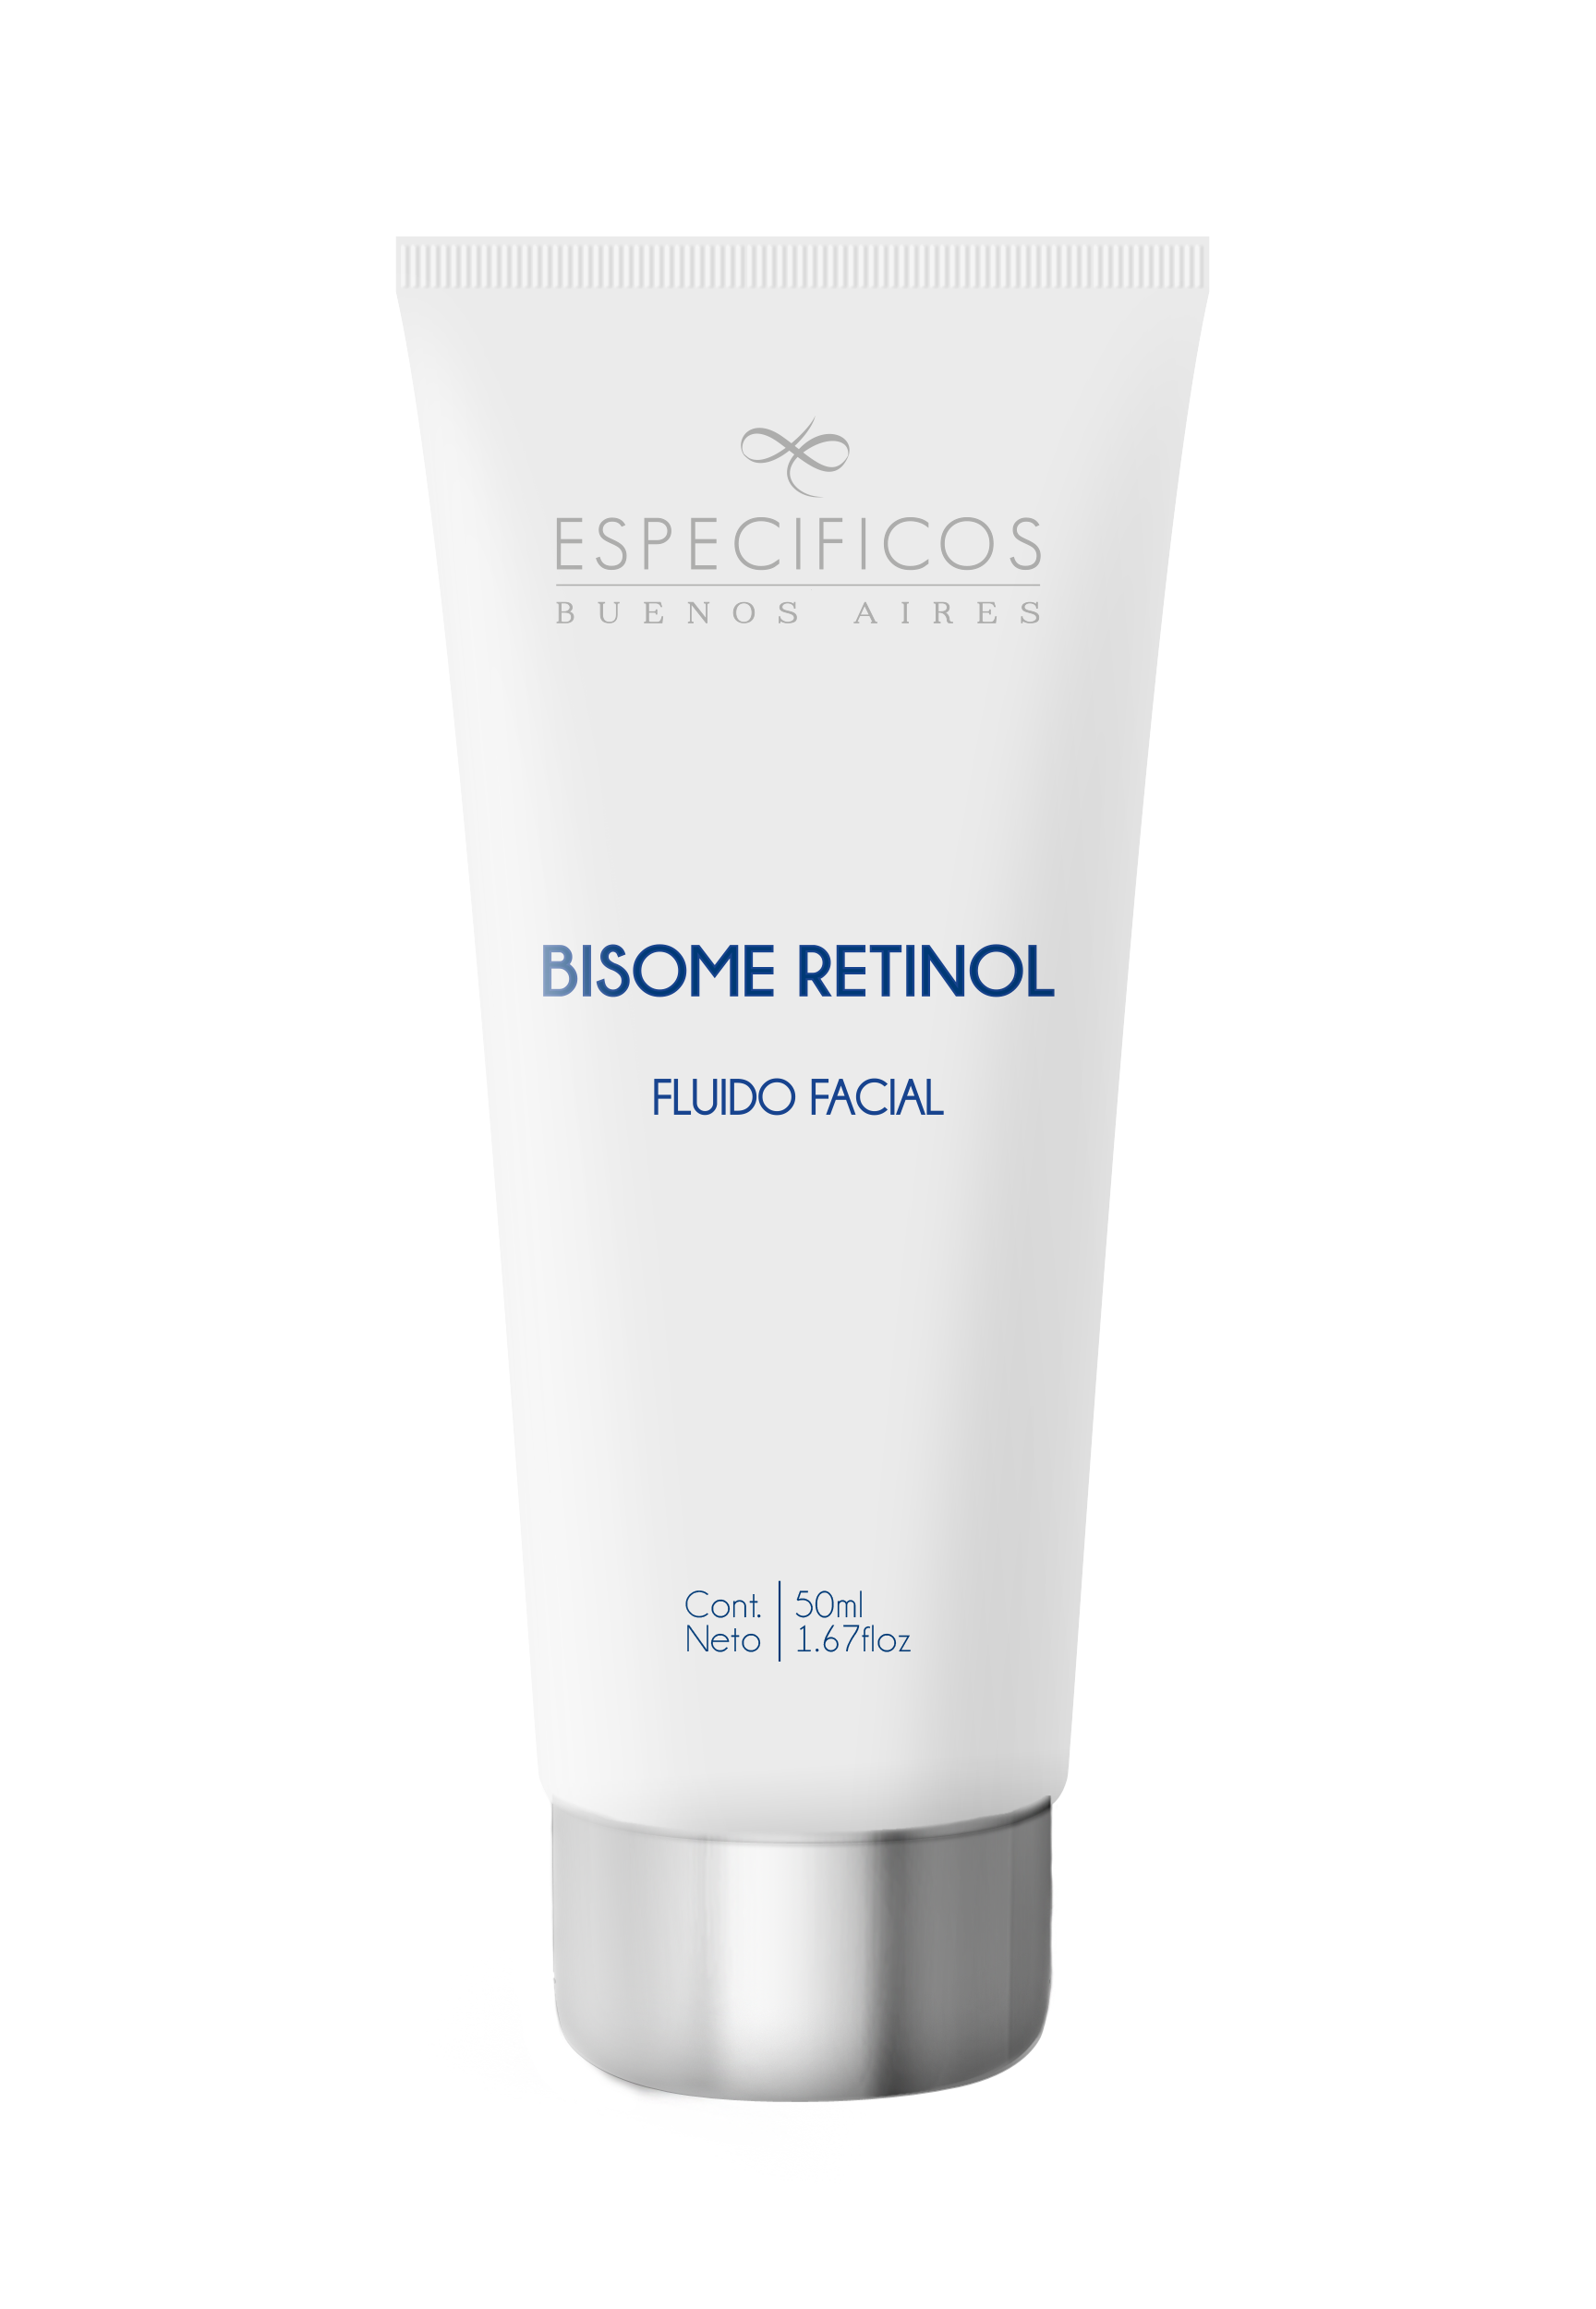 ESPECIFICOS
BUENOS AIRES
BISOME RETINOL
FLUIDO FACIAL
Cont. 50ml
Neto 1.67floz